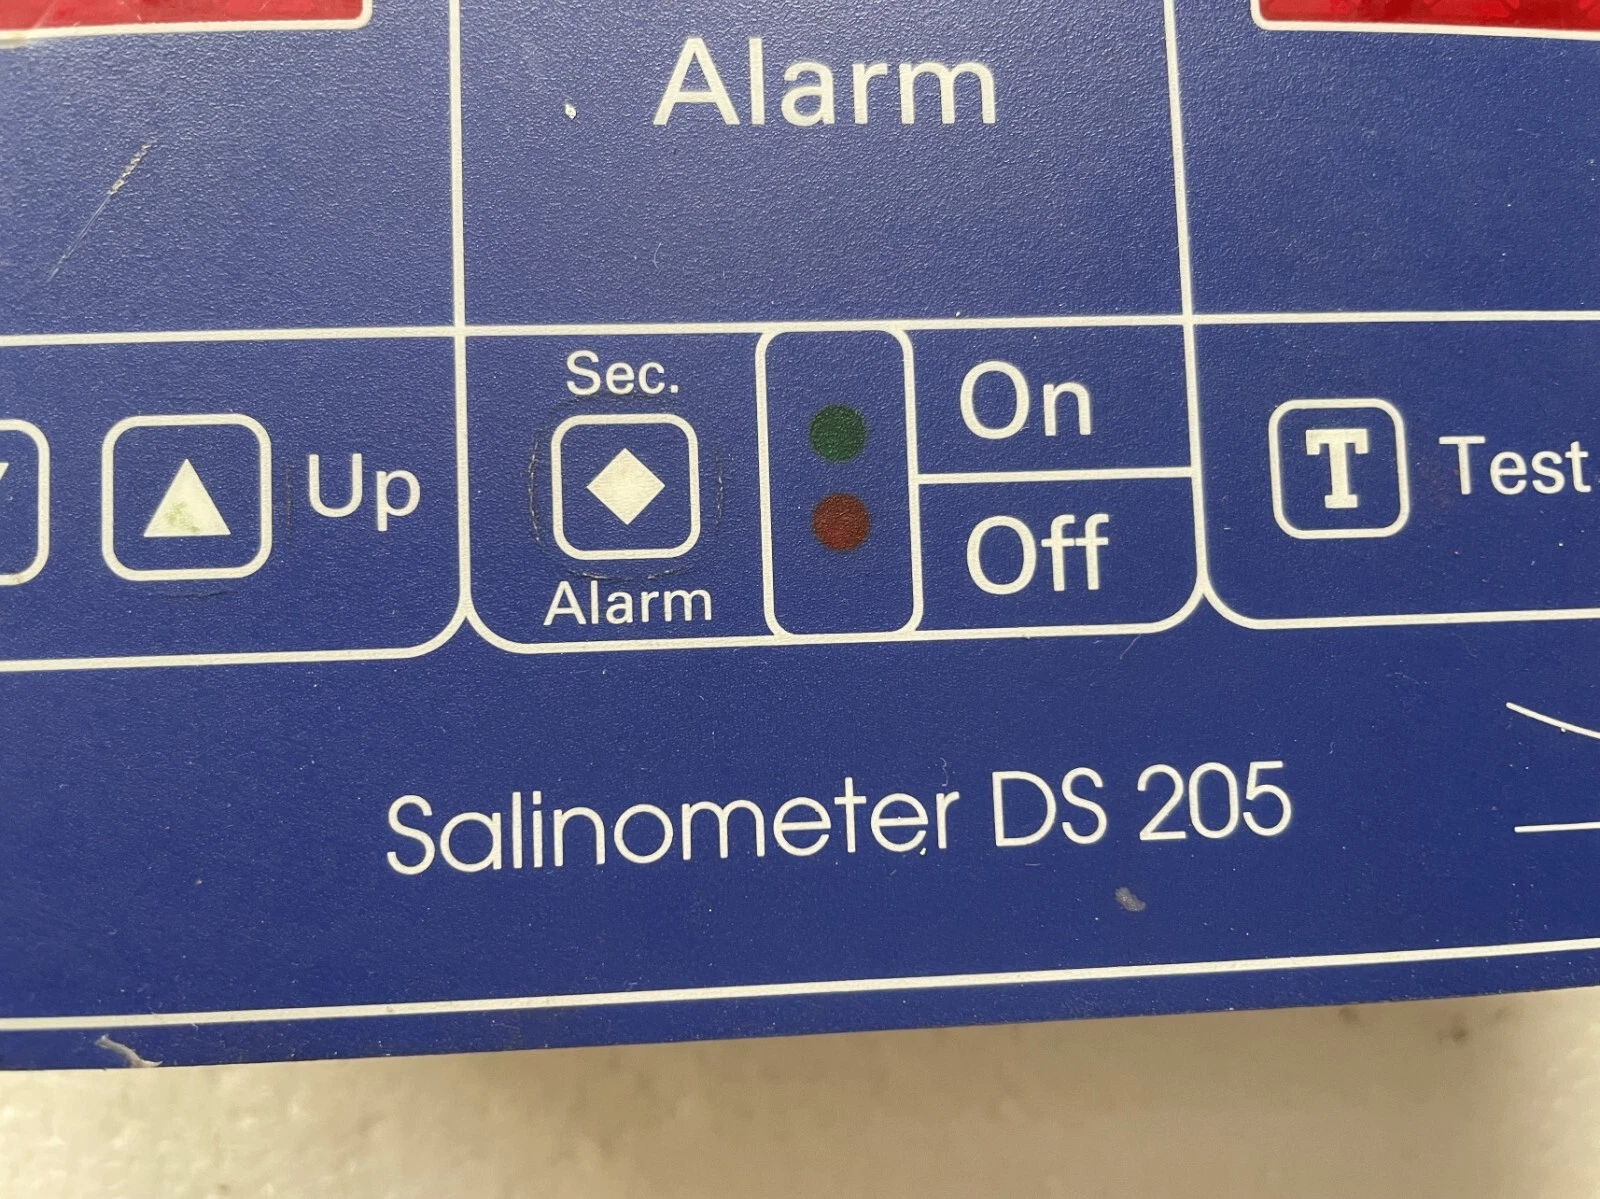 Alarm
Sec.
On
Up
T Test
Off
Alarm
Salinometer DS 205